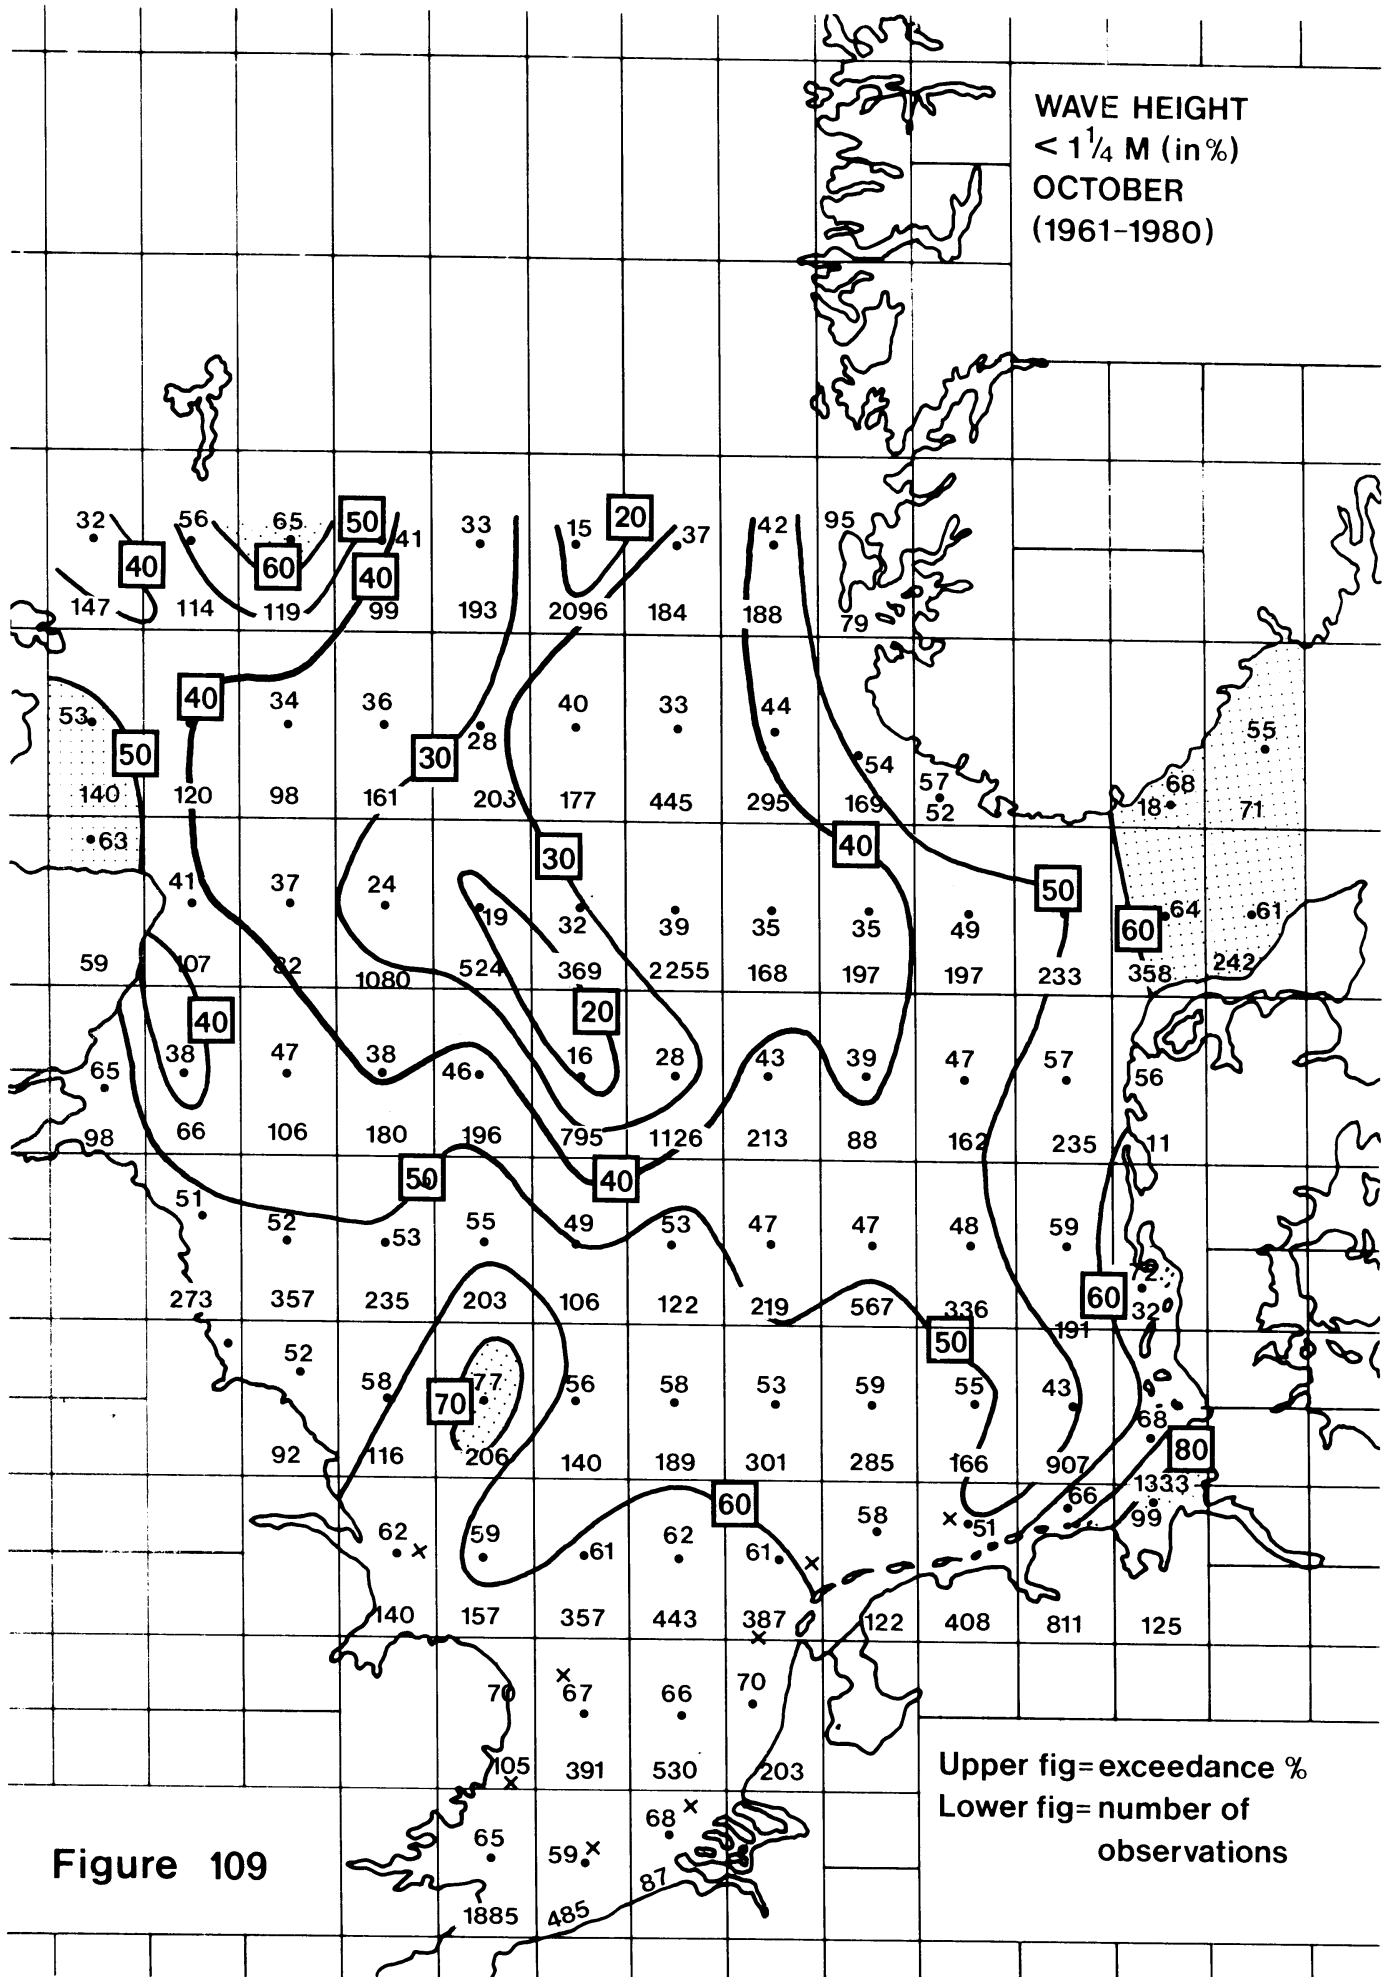 WAVE HEIGHT
< 1 1/4 M (in %)
OCTOBER
(1961-1980)
32 56 65 50 41 33 15 20 37 42 95
40 60 40
147 114 119 99 193 2096 184 188 79
53 40 34 36 28 40 33 44
50 30 54 57 52 68 55
140 120 98 161 203 177 445 295 169 18 71
63 30 40
41 37 24 19 32 39 35 35 49 50 60 64 61
59 107 82 1080 524 369 2255 168 197 197 233 358 242
40 20
65 38 47 38 46 16 28 43 39 47 57 56
98 66 106 180 196 795 1126 213 88 162 235 11
50 40
51 52 53 55 49 53 47 47 48 59 72
273 357 235 203 106 122 219 567 336 191 60 32
50
52 58 70 77 56 58 53 59 55 43 68
92 116 206 140 189 301 285 166 907 80
60 1333
62 59 61 62 61 58 51 66 99
140 157 357 443 387 122 408 811 125
70 67 66 70
105 391 530 203
65 59 68
1885 485 87
Upper fig= exceedance %
Lower fig= number of
observations
Figure 109